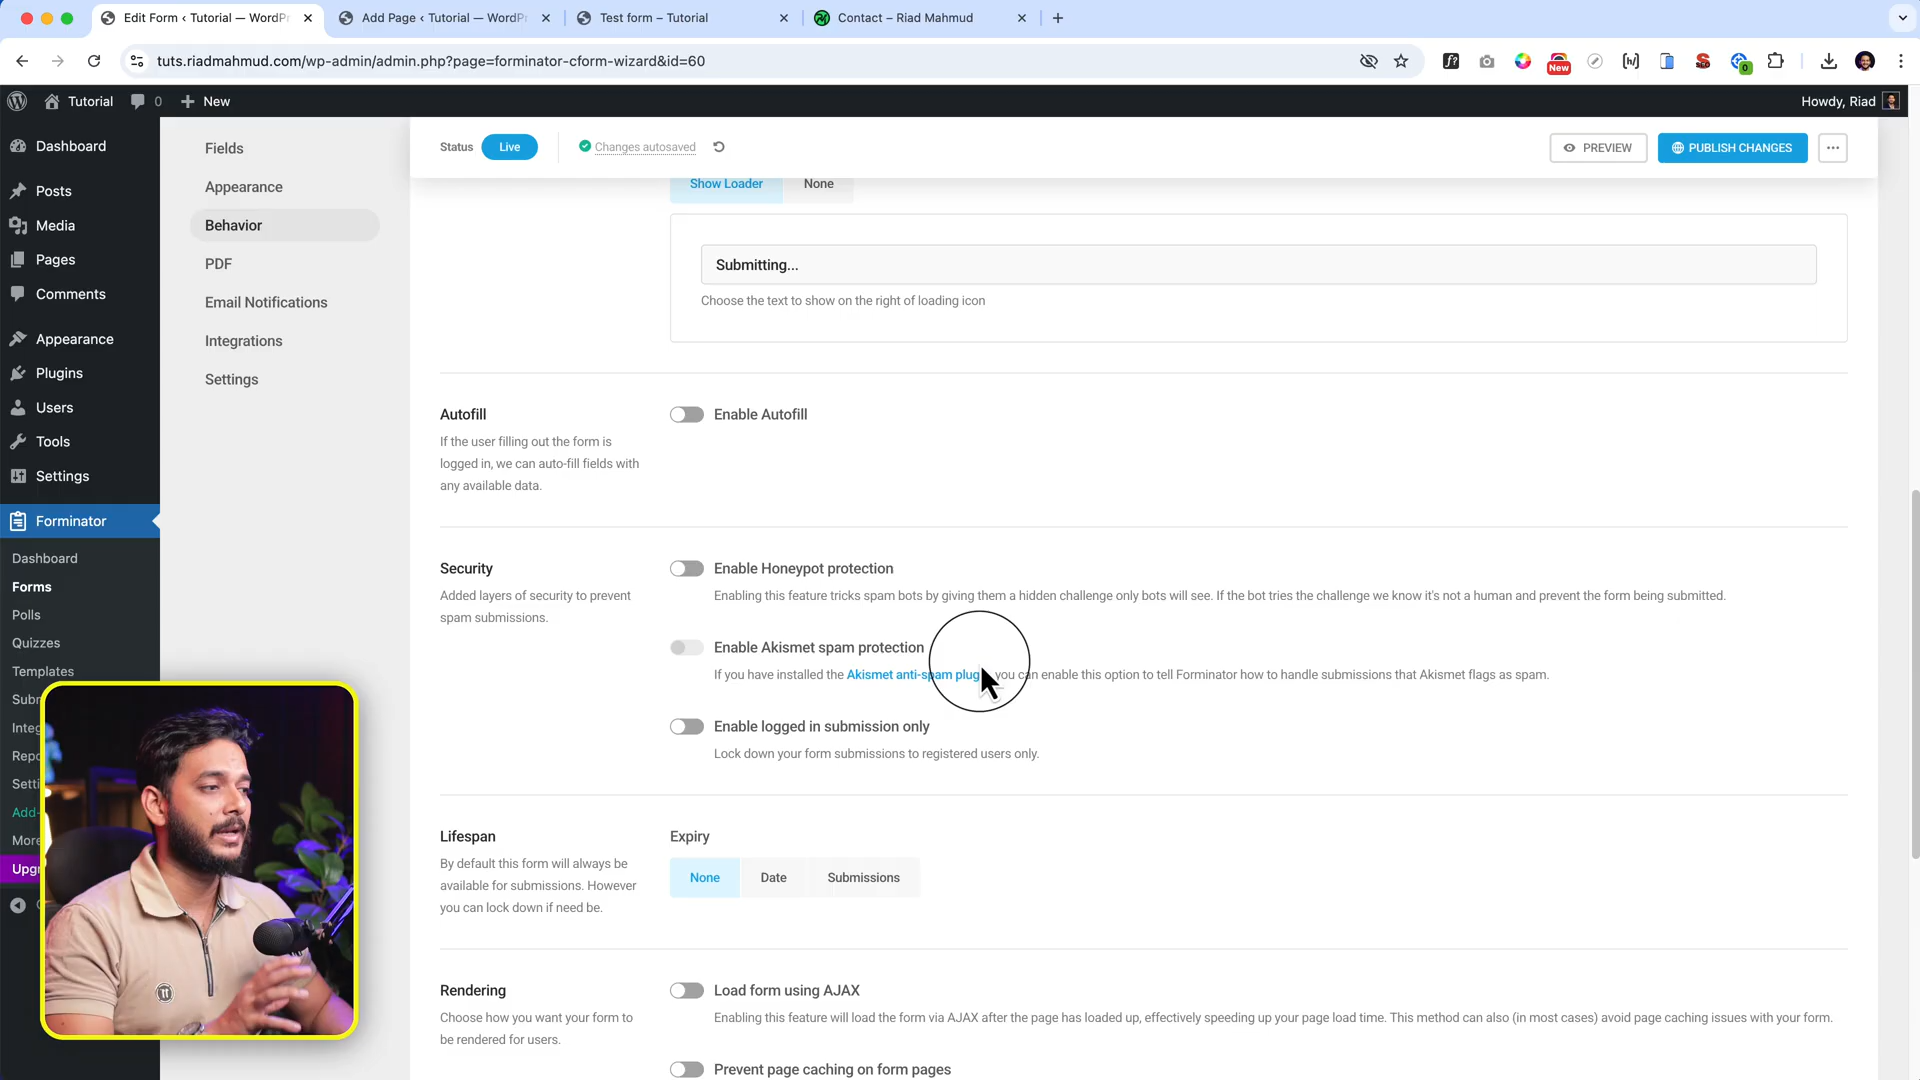 Edit Form ‹ Tutorial — WordPr
Add Page ‹ Tutorial — WordPr
Test form – Tutorial
Contact – Riad Mahmud
tuts.riadmahmud.com/wp-admin/admin.php?page=forminator-cform-wizard&id=60
New
0
Tutorial
0
New
Howdy, Riad
Dashboard
Posts
Media
Pages
Comments
Appearance
Plugins
Users
Tools
Settings
Forminator
Dashboard
Forms
Polls
Quizzes
Templates
Subm
Integ
Repo
Setti
Add-
More
Upgr
Fields
Appearance
Behavior
PDF
Email Notifications
Integrations
Settings
Status
Live
Changes autosaved
PREVIEW
PUBLISH CHANGES
Show Loader
None
Submitting...
Choose the text to show on the right of loading icon
Autofill
If the user filling out the form is
logged in, we can auto-fill fields with
any available data.
Enable Autofill
Security
Added layers of security to prevent
spam submissions.
Enable Honeypot protection
Enabling this feature tricks spam bots by giving them a hidden challenge only bots will see. If the bot tries the challenge we know it's not a human and prevent the form being submitted.
Enable Akismet spam protection
If you have installed the Akismet anti-spam plug you can enable this option to tell Forminator how to handle submissions that Akismet flags as spam.
Enable logged in submission only
Lock down your form submissions to registered users only.
Lifespan
By default this form will always be
available for submissions. However
you can lock down if need be.
Expiry
None
Date
Submissions
Rendering
Choose how you want your form to
be rendered for users.
Load form using AJAX
Enabling this feature will load the form via AJAX after the page has loaded up, effectively speeding up your page load time. This method can also (in most cases) avoid page caching issues with your form.
Prevent page caching on form pages